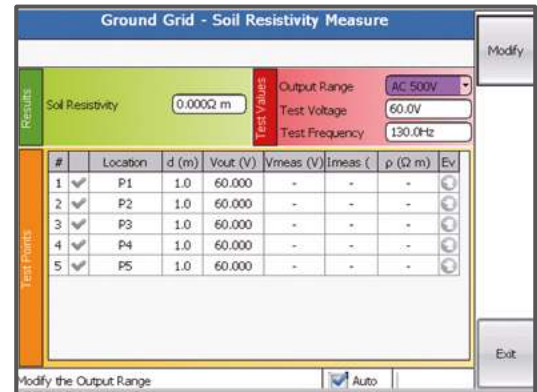 Ground Grid - Soil Resistivity Measure
Modify
Results
Soil Resistivity
0.000Ω m
Test Values
Output Range
AC 500V
Test Voltage
60.0V
Test Frequency
130.0Hz
Test Points
# Location d (m) Vout (V) Vmeas (V) Imeas ( ρ (Ω m) Ev
1 P1 1.0 60.000 - - -
2 P2 1.0 60.000 - - -
3 P3 1.0 60.000 - - -
4 P4 1.0 60.000 - - -
5 P5 1.0 60.000 - - -
Modify the Output Range
Auto
Exit